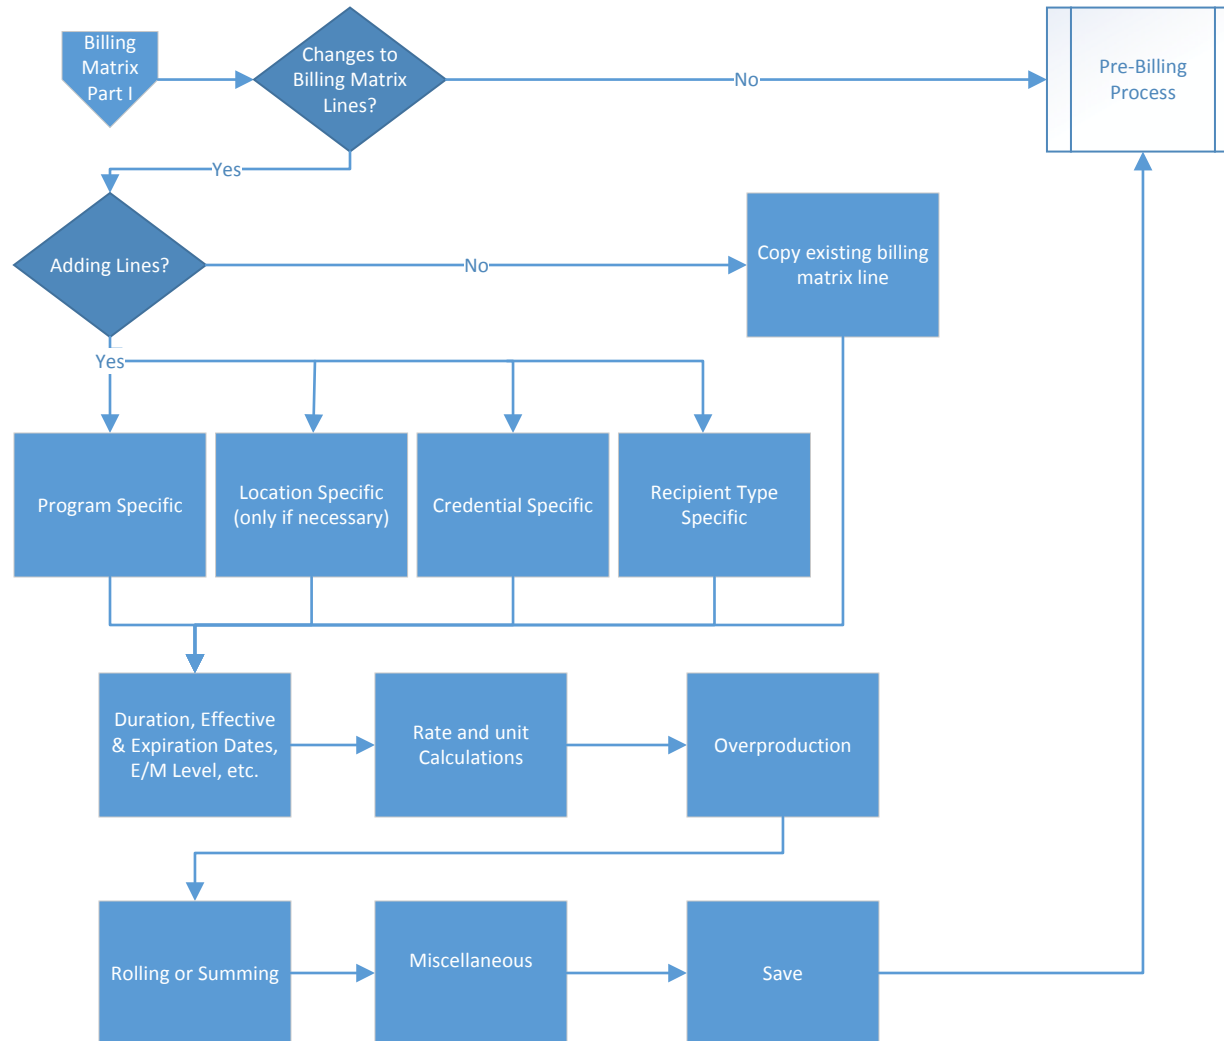 Billing
Matrix
Part I
Changes to
Billing Matrix
Lines?
No
Pre-Billing
Process
Yes
Adding Lines?
No
Copy existing billing
matrix line
Yes
Program Specific
Location Specific
(only if necessary)
Credential Specific
Recipient Type
Specific
Duration, Effective
& Expiration Dates,
E/M Level, etc.
Rate and unit
Calculations
Overproduction
Rolling or Summing
Miscellaneous
Save